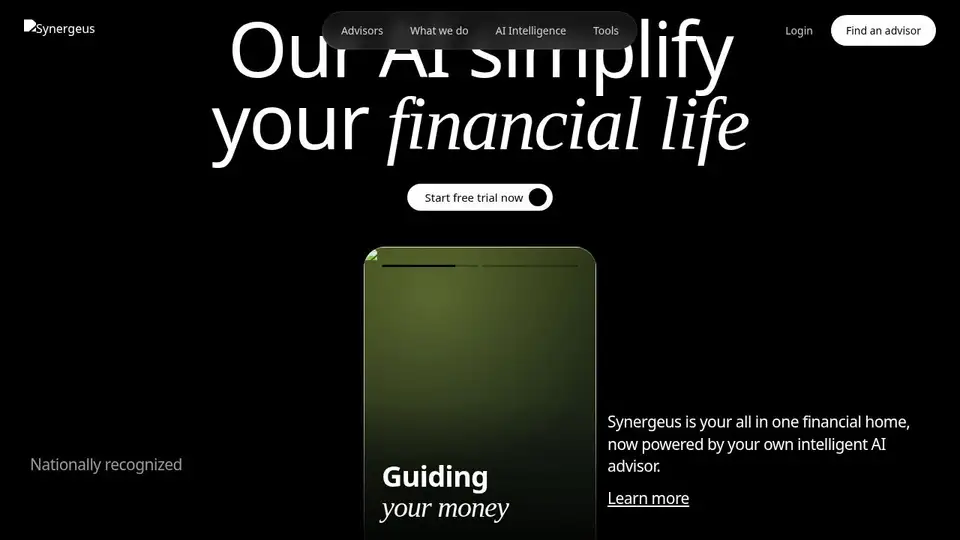 Synergeus
Advisors
What we do
AI Intelligence
Tools
Login
Find an advisor
Our AI simplify
your financial life
Start free trial now
Guiding
your money
Nationally recognized
Synergeus is your all in one financial home,
now powered by your own intelligent AI
advisor.
Learn more